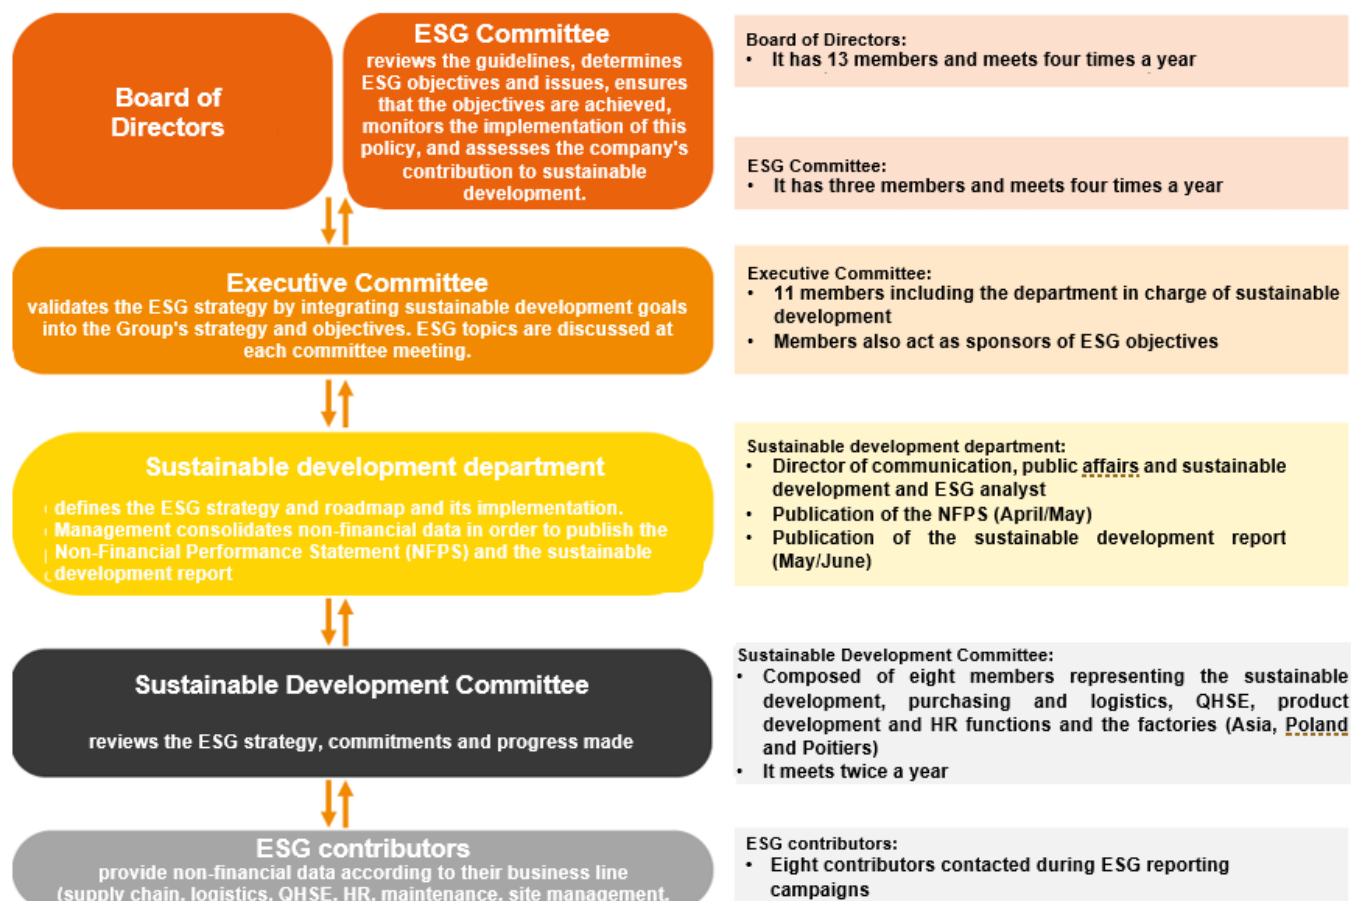 Board of
Directors
ESG Committee
reviews the guidelines, determines
ESG objectives and issues, ensures
that the objectives are achieved,
monitors the implementation of this
policy, and assesses the company's
contribution to sustainable
development.
Board of Directors:
• It has 13 members and meets four times a year
ESG Committee:
• It has three members and meets four times a year
Executive Committee
validates the ESG strategy by integrating sustainable development goals
into the Group's strategy and objectives. ESG topics are discussed at
each committee meeting.
Executive Committee:
• 11 members including the department in charge of sustainable
development
• Members also act as sponsors of ESG objectives
Sustainable development department
defines the ESG strategy and roadmap and its implementation.
Management consolidates non-financial data in order to publish the
Non-Financial Performance Statement (NFPS) and the sustainable
development report
Sustainable development department:
• Director of communication, public affairs and sustainable
development and ESG analyst
• Publication of the NFPS (April/May)
• Publication of the sustainable development report
(May/June)
Sustainable Development Committee
reviews the ESG strategy, commitments and progress made
Sustainable Development Committee:
• Composed of eight members representing the sustainable
development, purchasing and logistics, QHSE, product
development and HR functions and the factories (Asia, Poland
and Poitiers)
• It meets twice a year
ESG contributors
provide non-financial data according to their business line
(supply chain, logistics, QHSE, HR, maintenance, site management,
ESG contributors:
• Eight contributors contacted during ESG reporting
campaigns